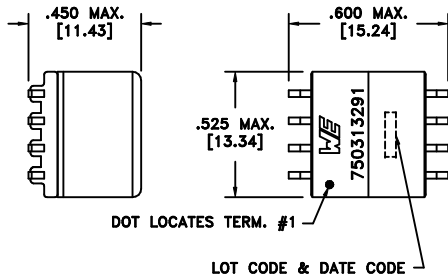 .450 MAX.
[11.43]
.600 MAX.
[15.24]
.525 MAX.
[13.34]
WE
750313291
DOT LOCATES TERM. #1
LOT CODE & DATE CODE